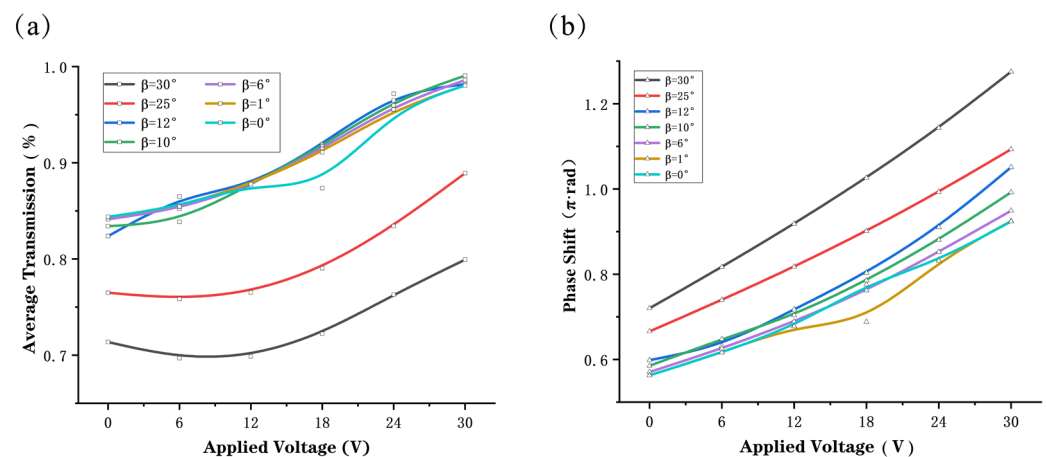 (a)
1.0
0.9
0.8
0.7
Average Transmission (%)
β=30°
β=25°
β=12°
β=10°
β=6°
β=1°
β=0°
0 6 12 18 24 30
Applied Voltage (V)
(b)
1.2
1.0
0.8
0.6
Phase Shift (π·rad)
β=30°
β=25°
β=12°
β=10°
β=6°
β=1°
β=0°
0 6 12 18 24 30
Applied Voltage (V)